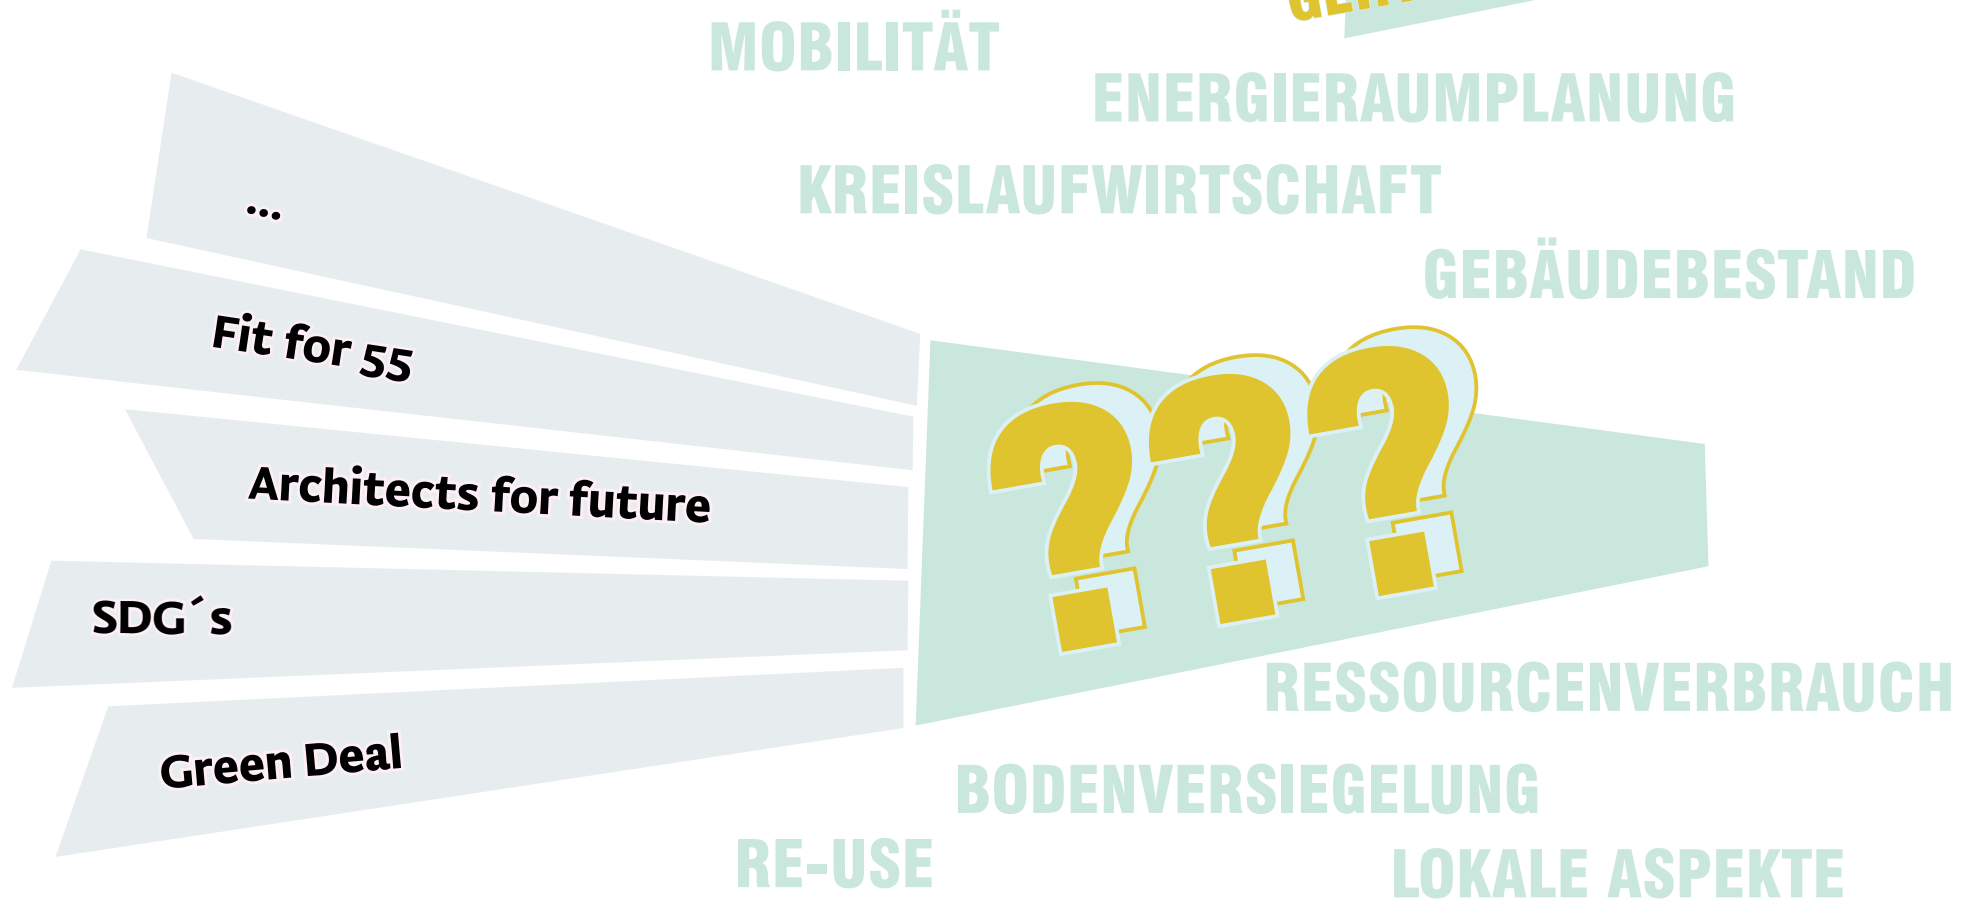 MOBILITÄT
ENERGIERAUMPLANUNG
KREISLAUFWIRTSCHAFT
GEBÄUDEBESTAND
...
Fit for 55
Architects for future
SDG´s
Green Deal
???
RESSOURCENVERBRAUCH
BODENVERSIEGELUNG
RE-USE
LOKALE ASPEKTE